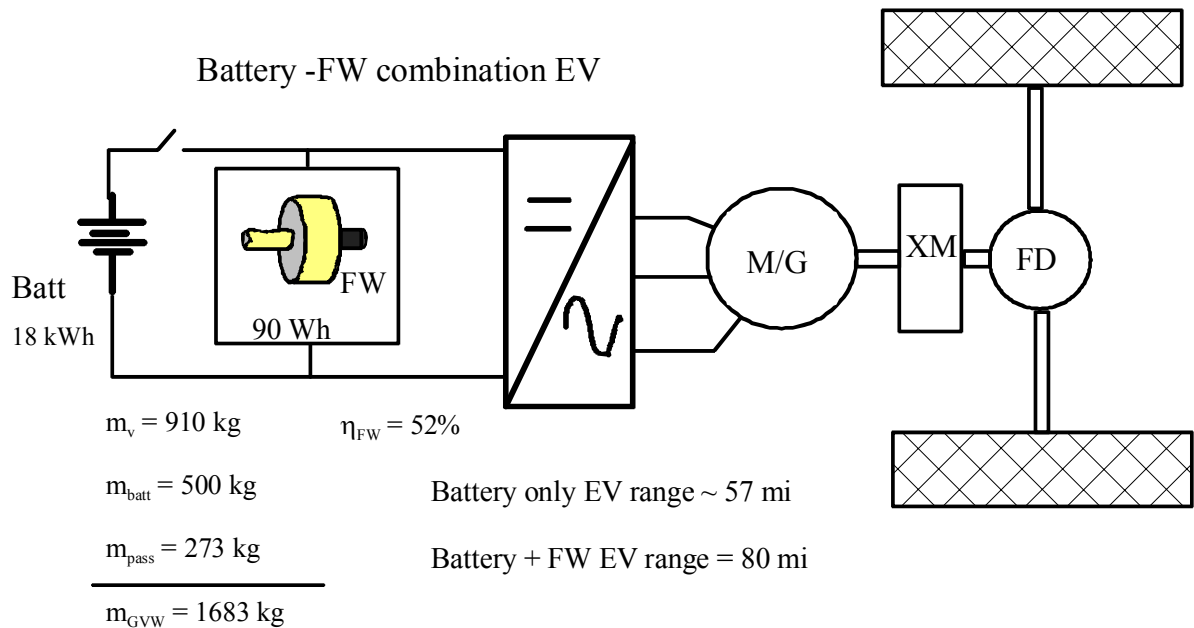 Battery -FW combination EV
Batt
18 kWh
FW
90 Wh
M/G
XM
FD
m_v = 910 kg
η_FW = 52%
m_batt = 500 kg
Battery only EV range ~ 57 mi
m_pass = 273 kg
Battery + FW EV range = 80 mi
m_GVW = 1683 kg